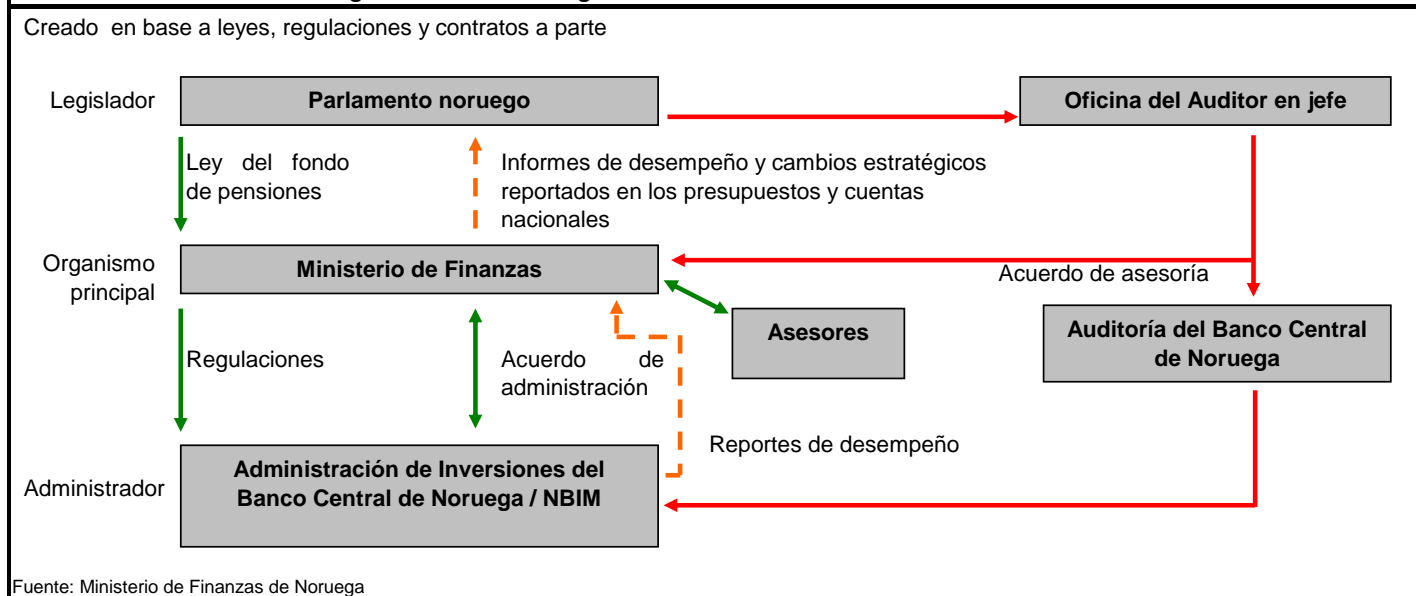 Creado en base a leyes, regulaciones y contratos a parte
Legislador
Parlamento noruego
Oficina del Auditor en jefe
Ley del fondo
de pensiones
Informes de desempeño y cambios estratégicos
reportados en los presupuestos y cuentas
nacionales
Organismo
principal
Ministerio de Finanzas
Acuerdo de asesoría
Asesores
Auditoría del Banco Central
de Noruega
Regulaciones
Acuerdo de
administración
Reportes de desempeño
Administrador
Administración de Inversiones del
Banco Central de Noruega / NBIM
Fuente: Ministerio de Finanzas de Noruega